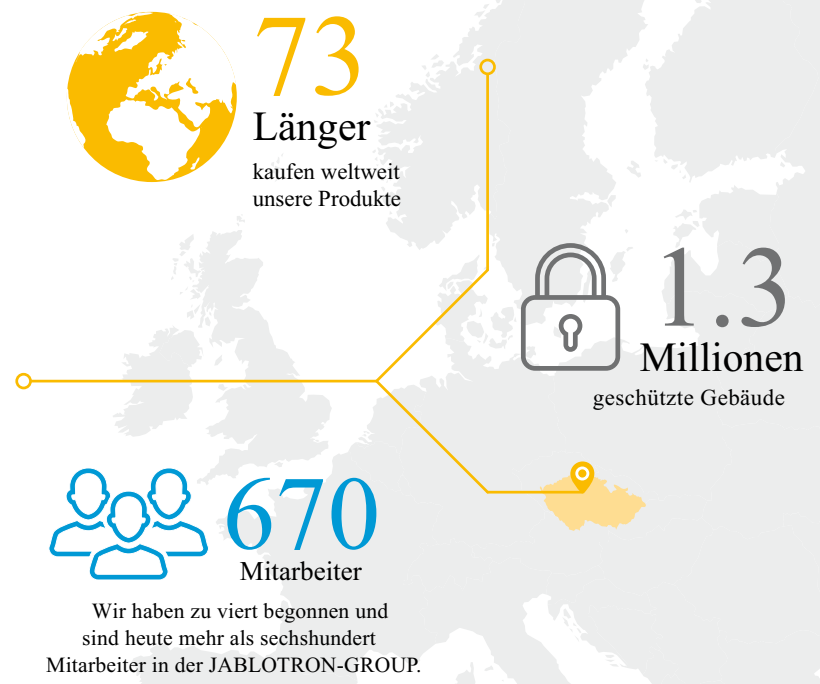 73
Länger
kaufen weltweit
unsere Produkte
1.3
Millionen
geschützte Gebäude
670
Mitarbeiter
Wir haben zu viert begonnen und
sind heute mehr als sechshundert
Mitarbeiter in der JABLOTRON-GROUP.